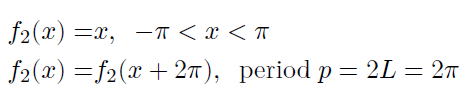 f₂(x) =x, −π < x < π
f₂(x) =f₂(x + 2π), period p = 2L = 2π